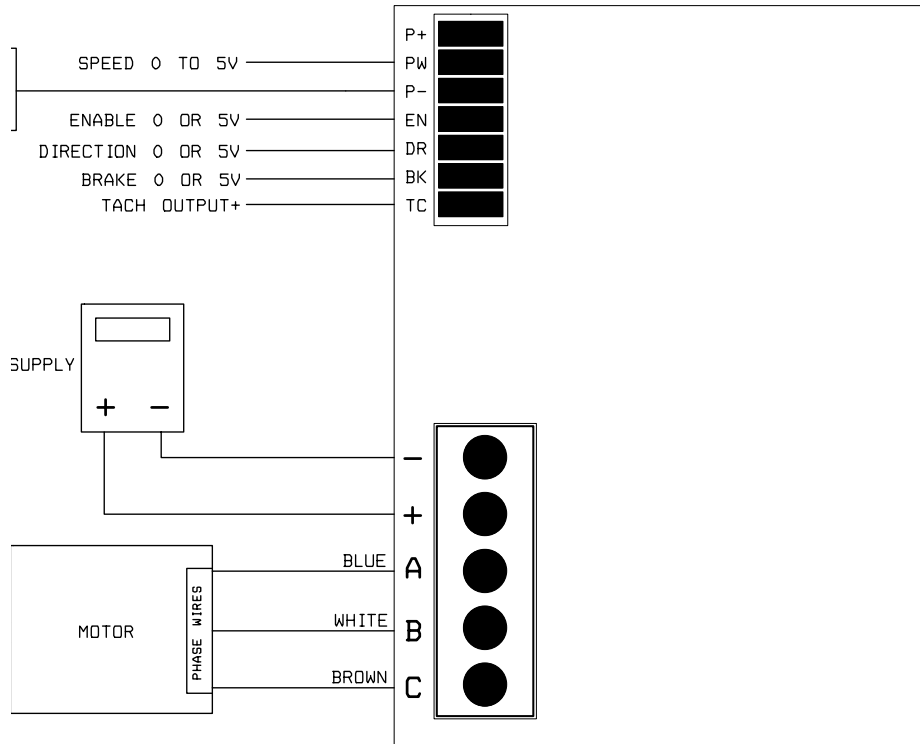 P+
SPEED 0 TO 5V PW
P-
ENABLE 0 OR 5V EN
DIRECTION 0 OR 5V DR
BRAKE 0 OR 5V BK
TACH OUTPUT+ TC
SUPPLY
+ -
-
+
BLUE A
MOTOR
PHASE WIRES
WHITE B
BROWN C